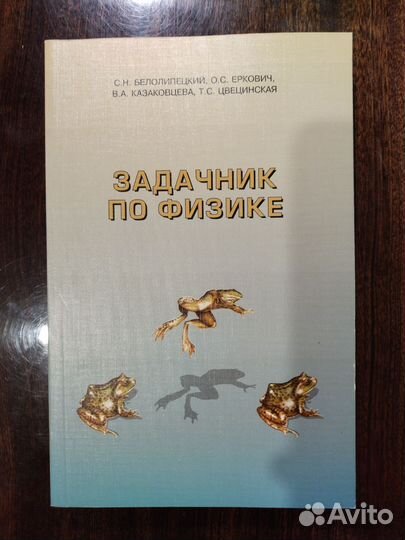 С.Н. БЕЛОЛИПЕЦКИЙ, О.С. ЕРКОВИЧ,
В.А. КАЗАКОВЦЕВА, Т.С. ЦВЕЦИНСКАЯ
ЗАДАЧНИК
ПО ФИЗИКЕ
Avito